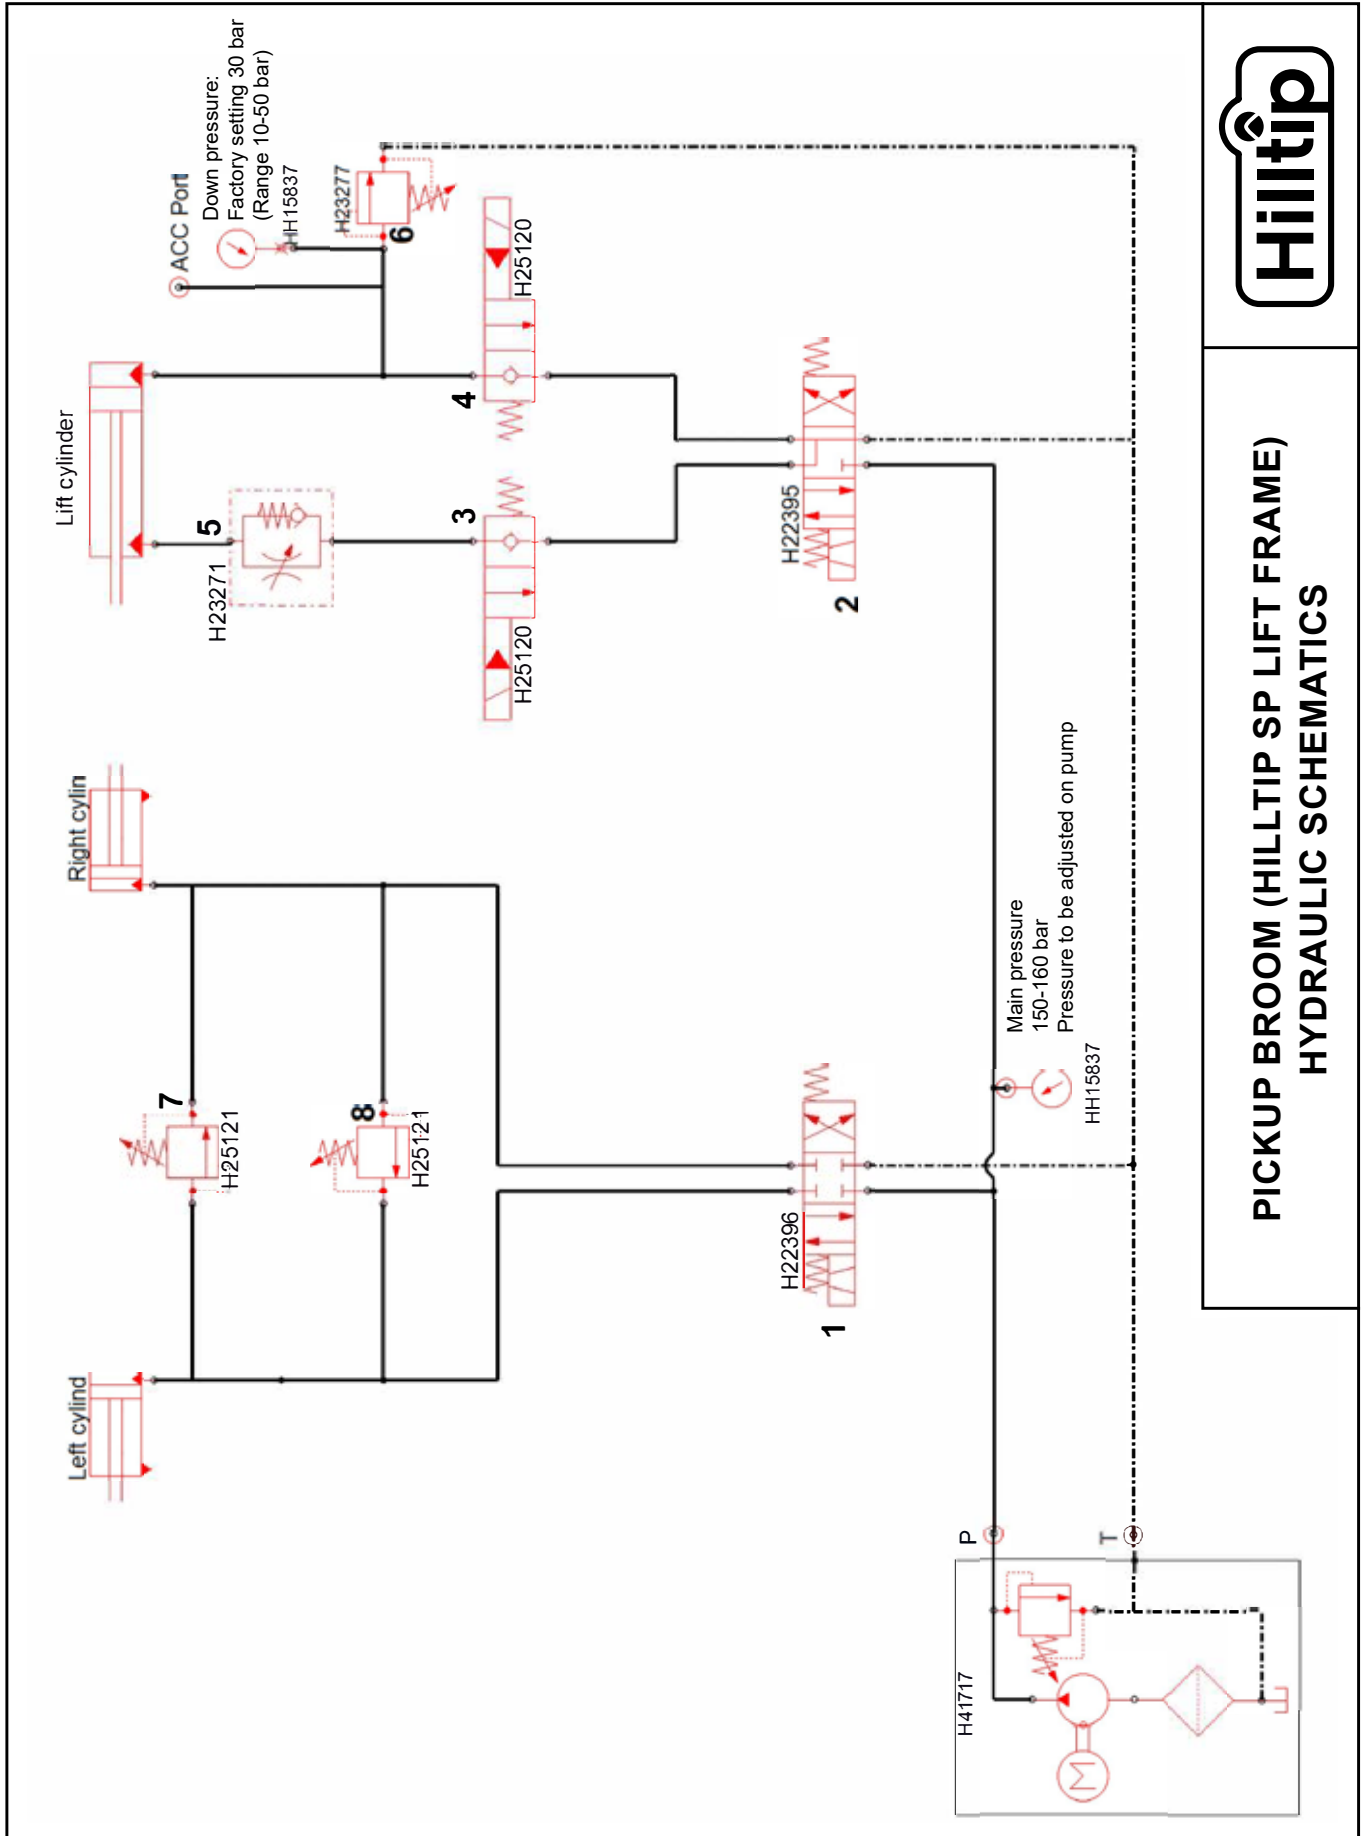 Left cylind
Right cylin
Lift cylinder
ACC Port
Down pressure:
Factory setting 30 bar
(Range 10-50 bar)
HH15837
H23277
6
H23271
5
7
H25121
8
H25121
H25120
3
4
H25120
H22396
1
H22395
2
Main pressure
150-160 bar
Pressure to be adjusted on pump
HH15837
H41717
P
T
M
PICKUP BROOM (HILLTIP SP LIFT FRAME)
HYDRAULIC SCHEMATICS
Hilltip